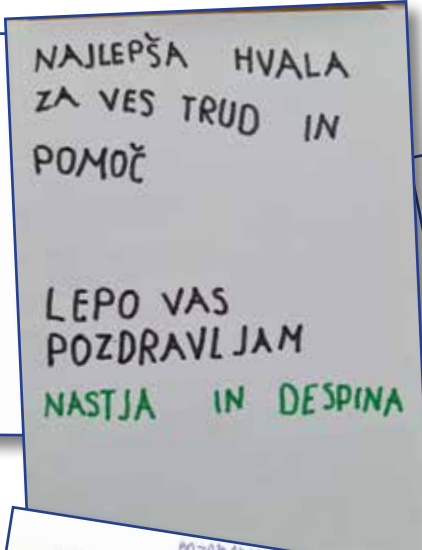 NAJLEPŠA HVALA
ZA VES TRUD IN
POMOČ
LEPO VAS
POZDRAVLJAM
NASTJA IN DESPINA